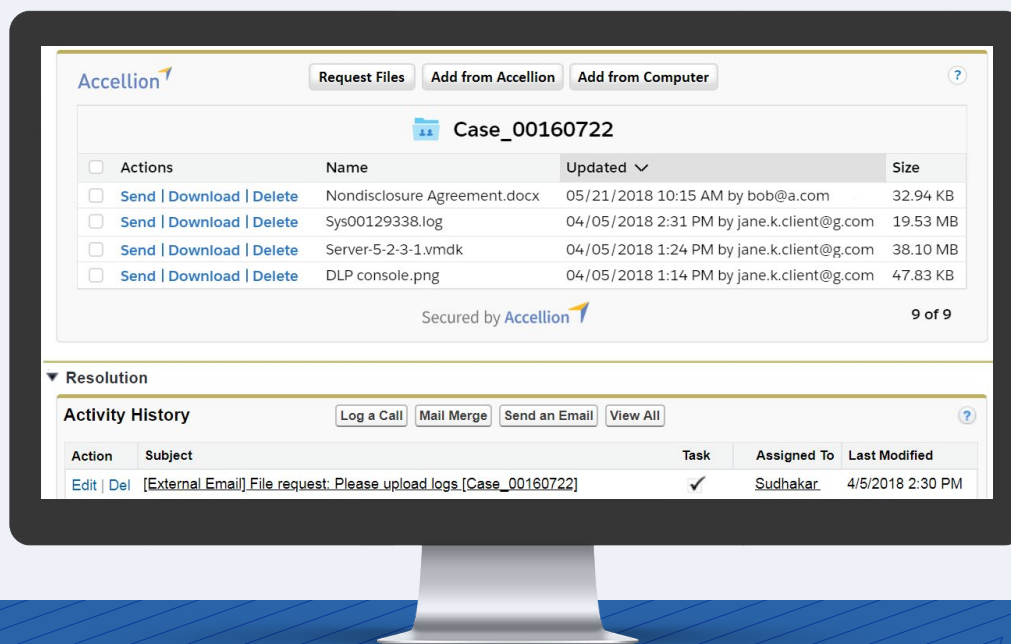 Accellion
Request Files Add from Accellion Add from Computer ?
Case_00160722
Actions Name Updated Size
Send | Download | Delete Nondisclosure Agreement.docx 05/21/2018 10:15 AM by bob@a.com 32.94 KB
Send | Download | Delete Sys00129338.log 04/05/2018 2:31 PM by jane.k.client@g.com 19.53 MB
Send | Download | Delete Server-5-2-3-1.vmdk 04/05/2018 1:24 PM by jane.k.client@g.com 38.10 MB
Send | Download | Delete DLP console.png 04/05/2018 1:14 PM by jane.k.client@g.com 47.83 KB
Secured by Accellion 9 of 9
Resolution
Activity History Log a Call Mail Merge Send an Email View All ?
Action Subject Task Assigned To Last Modified
Edit | Del [External Email] File request: Please upload logs [Case_00160722] Sudhakar 4/5/2018 2:30 PM